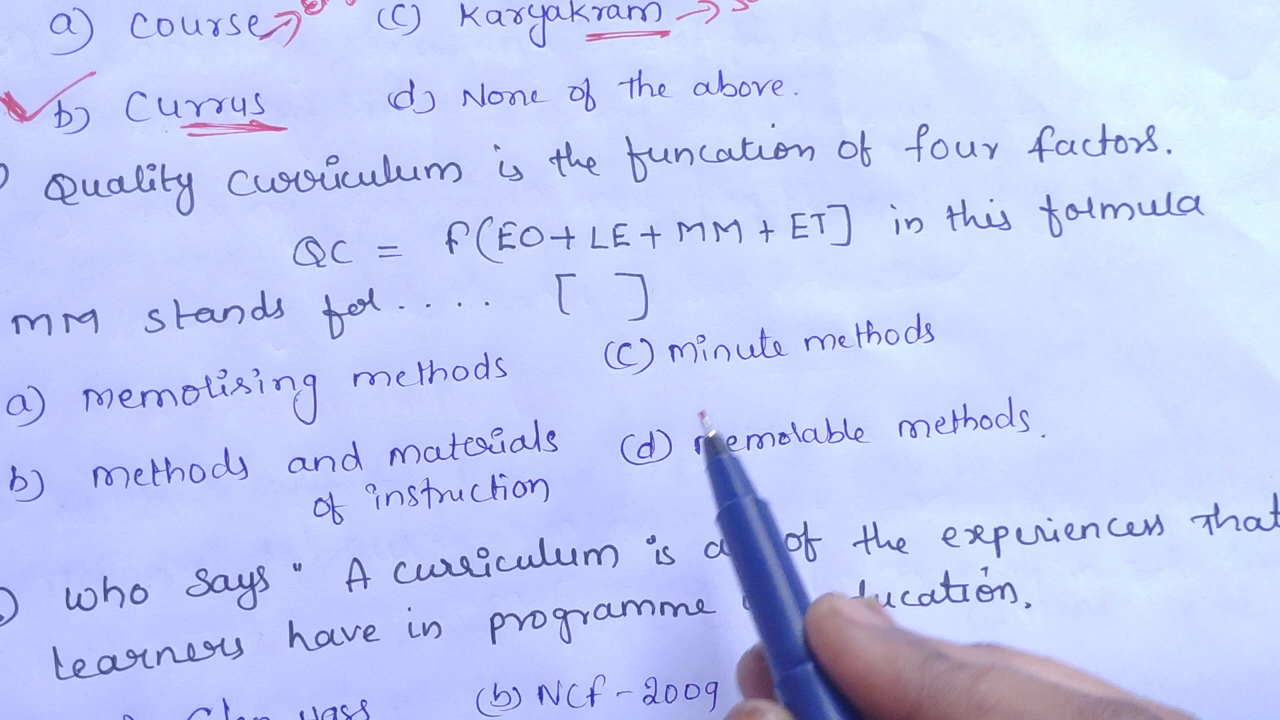 a) course → (c) Karyakram →
b) Currus d) None of the above.
Quality curriculum is the funcation of four factors.
QC = f(EO+LE+MM+ET] in this formula
MM stands for.... [ ]
a) memorising methods (c) minute methods
b) methods and materials (d) memorable methods.
of instruction
who says " A curriculum is of the experiences that
learners have in programme
(b) NCf-2009